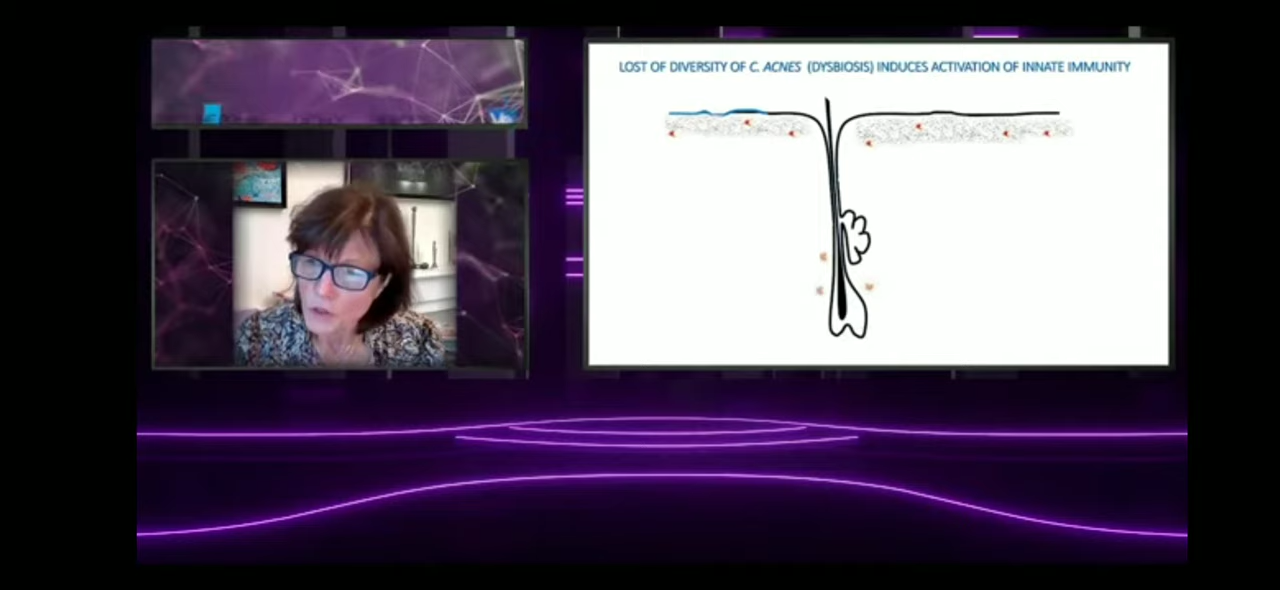 LOST OF DIVERSITY OF C. ACNES (DYSBIOSIS) INDUCES ACTIVATION OF INNATE IMMUNITY